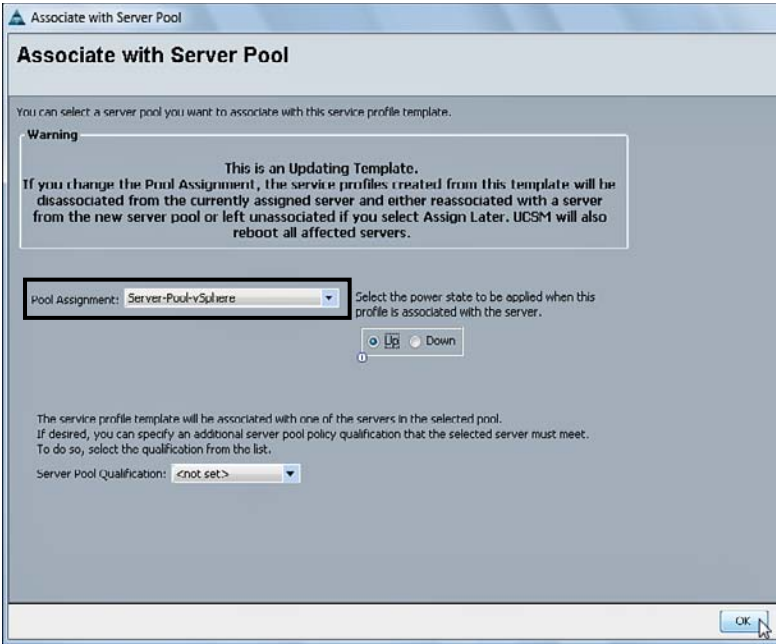 Associate with Server Pool
Associate with Server Pool
You can select a server pool you want to associate with this service profile template.
Warning
This is an Updating Template.
If you change the Pool Assignment, the service profiles created from this template will be
disassociated from the currently assigned server and either reassociated with a server
from the new server pool or left unassociated if you select Assign Later. UCSM will also
reboot all affected servers.
Pool Assignment: Server-Pool-vSphere
Select the power state to be applied when this
profile is associated with the server.
Up Down
The service profile template will be associated with one of the servers in the selected pool.
If desired, you can specify an additional server pool policy qualification that the selected server must meet.
To do so, select the qualification from the list.
Server Pool Qualification: <not set>
OK